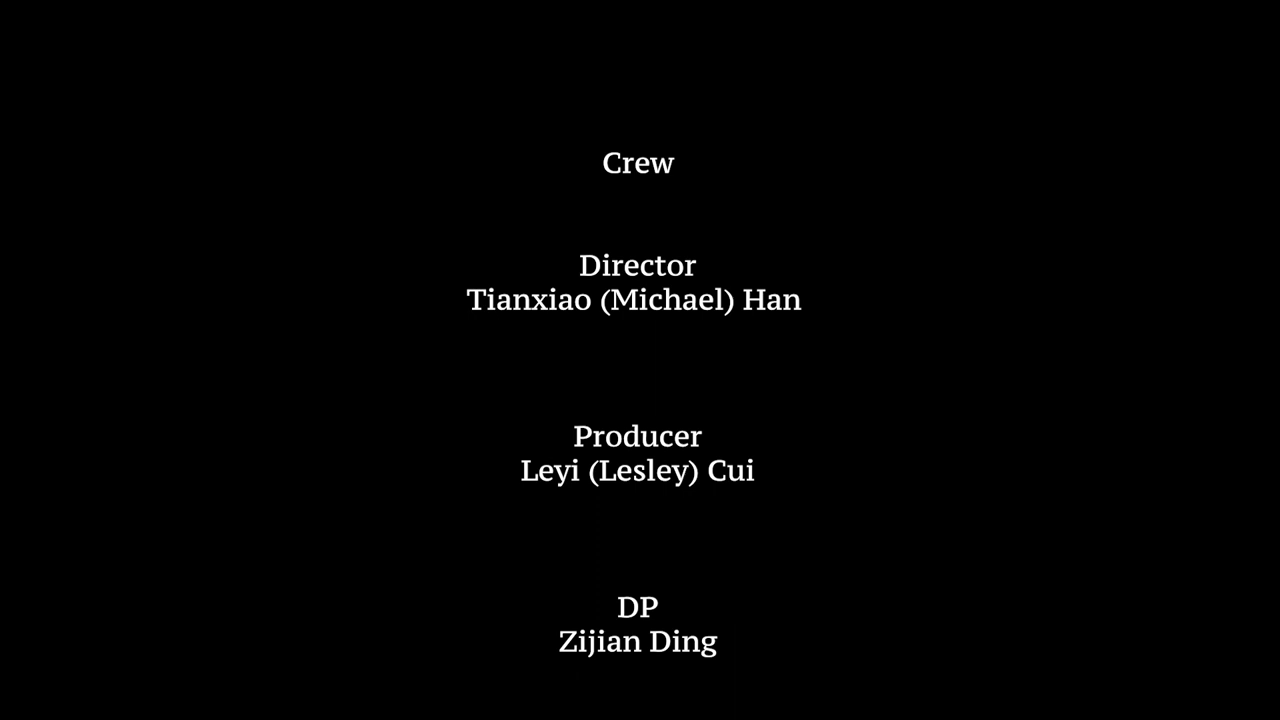 Crew
Director
Tianxiao (Michael) Han
Producer
Leyi (Lesley) Cui
DP
Zijian Ding